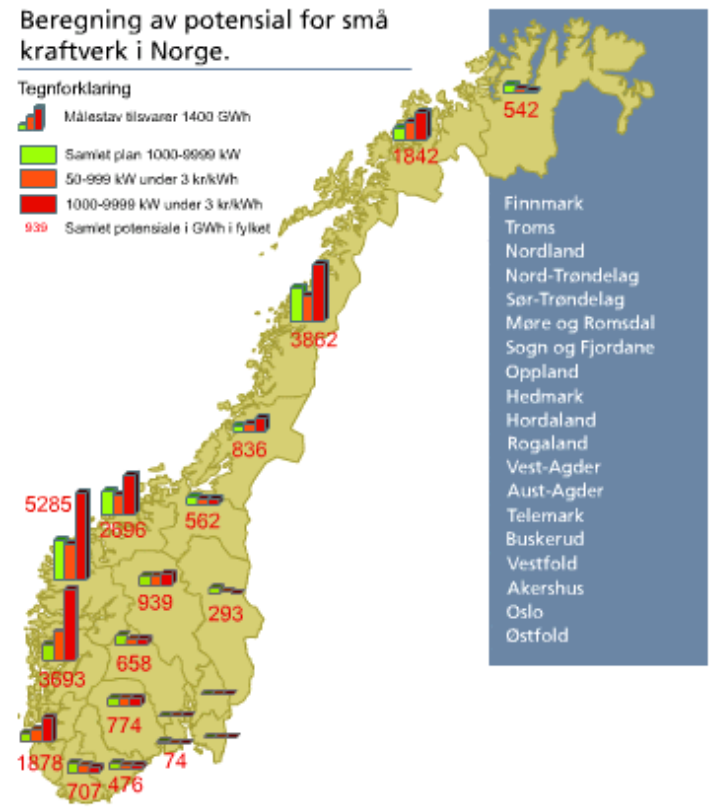 Beregning av potensial for små
kraftverk i Norge.
Tegnforklaring
Målestav tilsvarer 1400 GWh
Samlet plan 1000-9999 kW
50-999 kW under 3 kr/kWh
1000-9999 kW under 3 kr/kWh
939 Samlet potensiale i GWh i fylket
542
1842
Finnmark
Troms
Nordland
Nord-Trøndelag
Sør-Trøndelag
Møre og Romsdal
Sogn og Fjordane
Oppland
Hedmark
Hordaland
Rogaland
Vest-Agder
Aust-Agder
Telemark
Buskerud
Vestfold
Akershus
Oslo
Østfold
3862
836
5285
2696
562
939
293
658
3693
774
1878
74
707
476